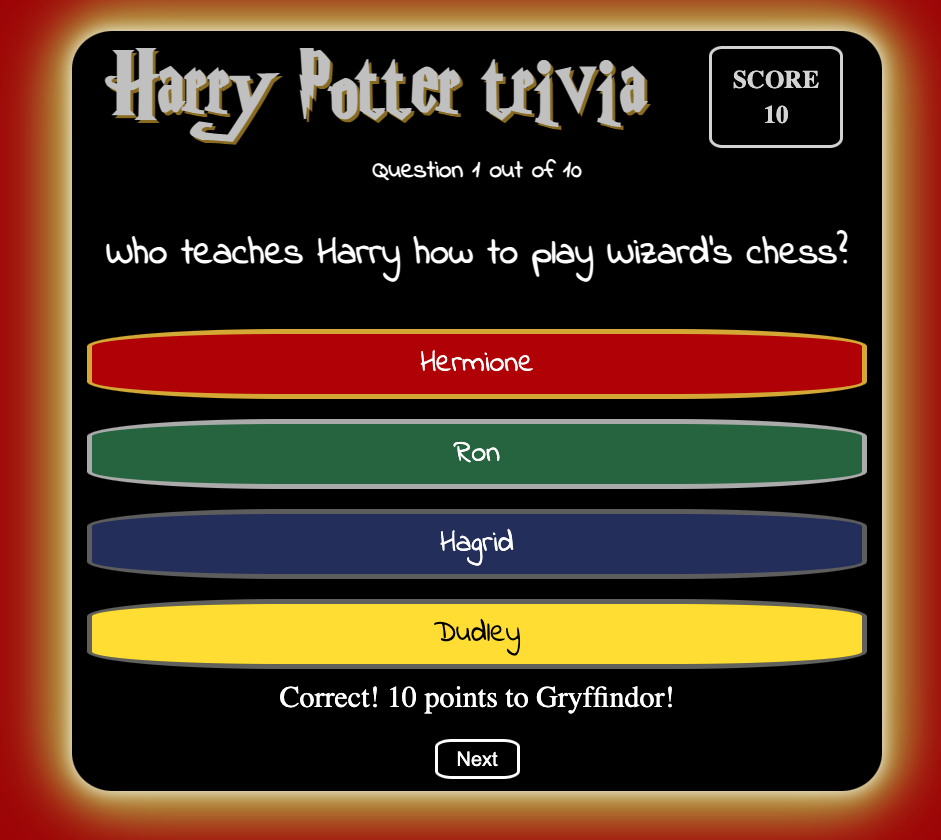 Harry Potter trivia
SCORE
10
Question 1 out of 10
Who teaches Harry how to play Wizard's chess?
Hermione
Ron
Hagrid
Dudley
Correct! 10 points to Gryffindor!
Next